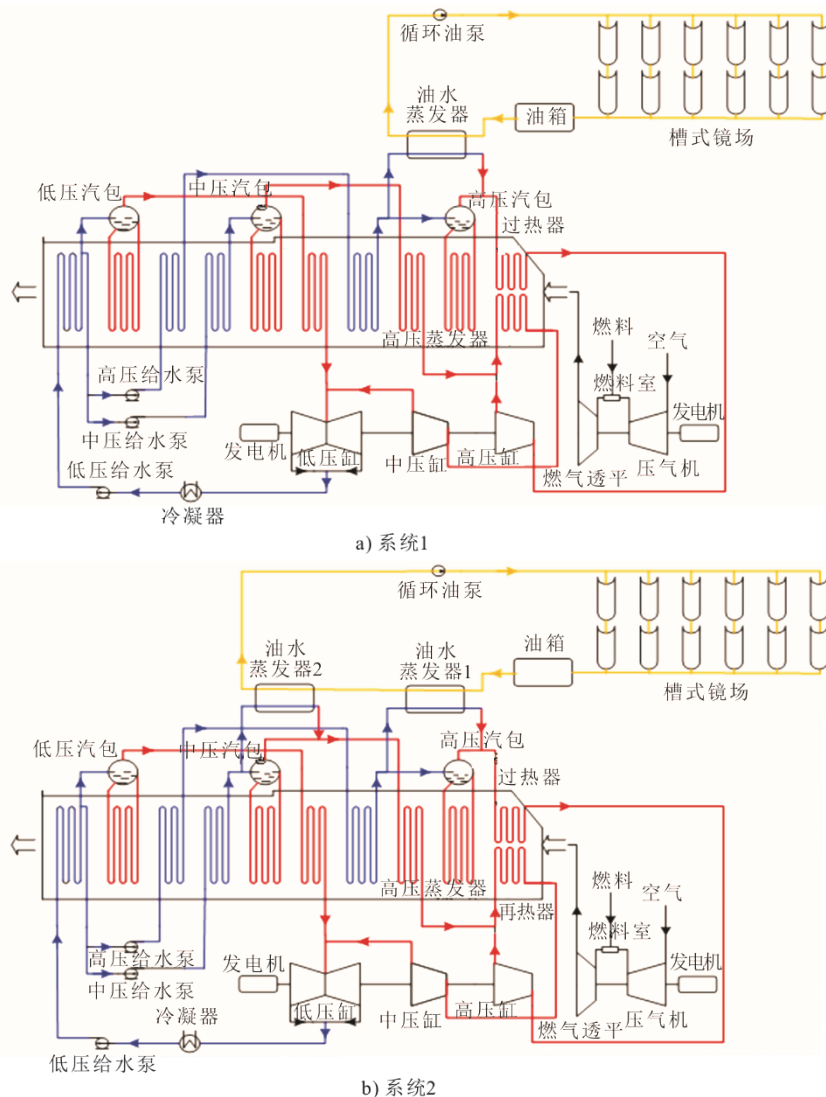 循环油泵
油水
蒸发器
油箱
槽式镜场
低压汽包
中压汽包
高压汽包
过热器
高压蒸发器
燃料
空气
高压给水泵
燃料室
中压给水泵
发电机
低压缸
中压缸
高压缸
发电机
低压给水泵
燃气透平
压气机
冷凝器
a) 系统1
循环油泵
油水
蒸发器2
油水
蒸发器1
油箱
槽式镜场
低压汽包
中压汽包
高压汽包
过热器
高压蒸发器
再热器
燃料
空气
燃料室
高压给水泵
中压给水泵
发电机
低压缸
中压缸
高压缸
发电机
冷凝器
燃气透平
压气机
低压给水泵
b) 系统2